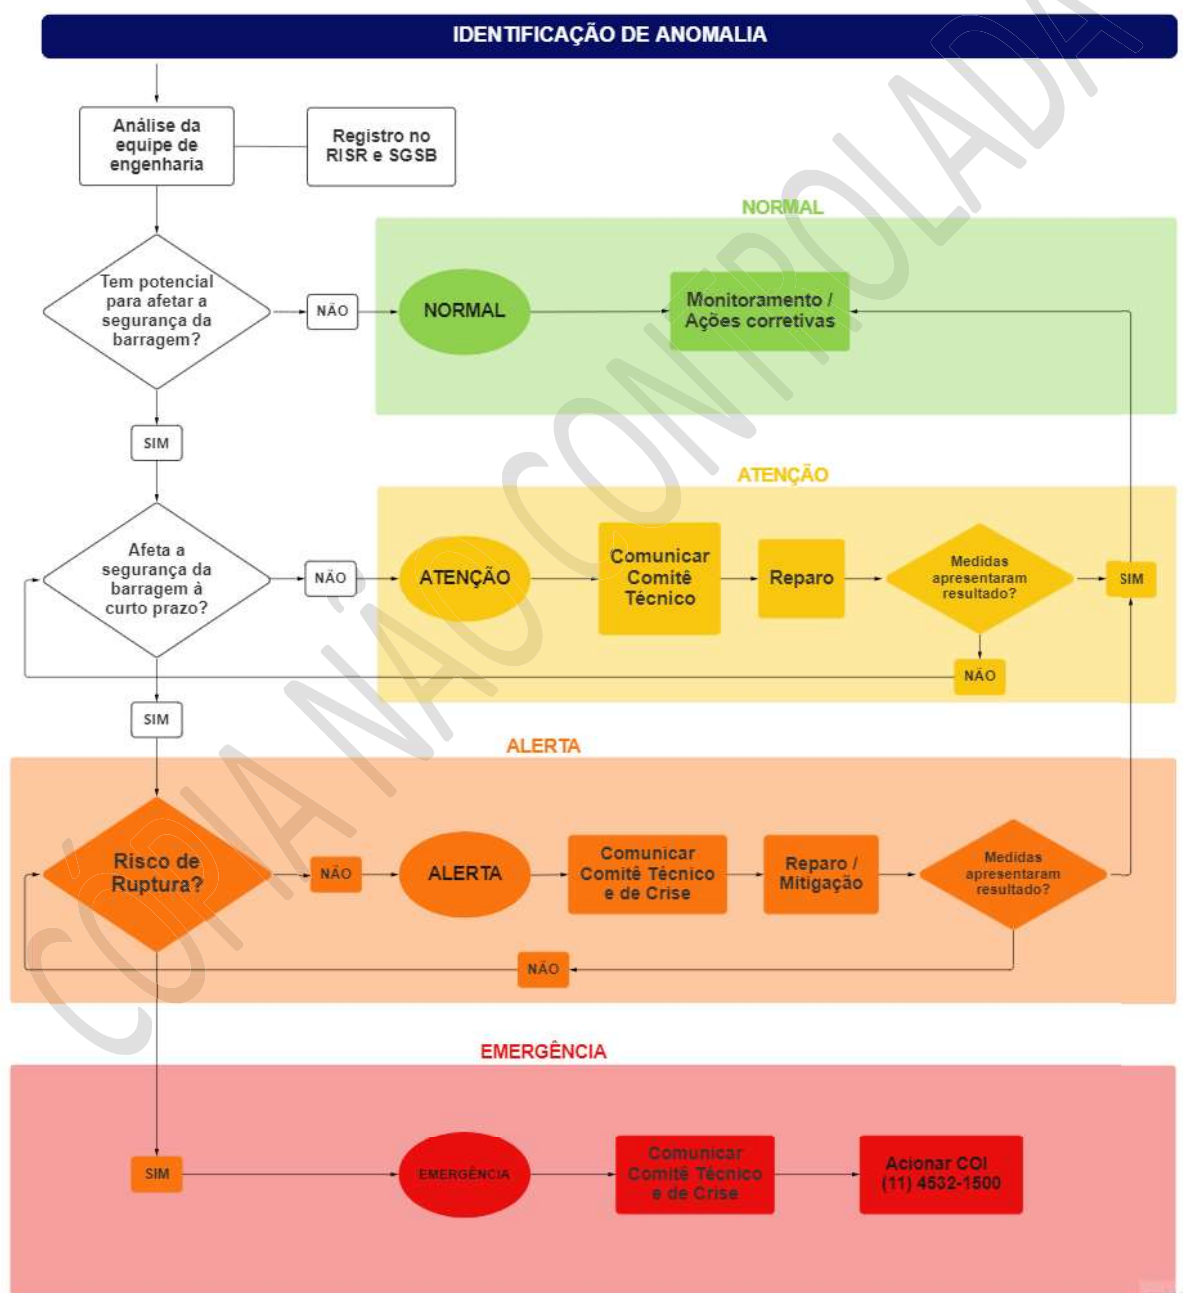 IDENTIFICAÇÃO DE ANOMALIA
Análise da
equipe de
engenharia
Registro no
RISR e SGSB
NORMAL
Tem potencial
para afetar a
segurança da
barragem?
NÃO
NORMAL
Monitoramento /
Ações corretivas
SIM
ATENÇÃO
Afeta a
segurança da
barragem à
curto prazo?
NÃO
ATENÇÃO
Comunicar
Comitê
Técnico
Reparo
Medidas
apresentaram
resultado?
SIM
NÃO
SIM
ALERTA
Risco de
Ruptura?
NÃO
ALERTA
Comunicar
Comitê Técnico
e de Crise
Reparo /
Mitigação
Medidas
apresentaram
resultado?
NÃO
EMERGÊNCIA
SIM
EMERGÊNCIA
Comunicar
Comitê Técnico
e de Crise
Acionar COI
(11) 4532-1500
CÓPIA NÃO CONTROLADA